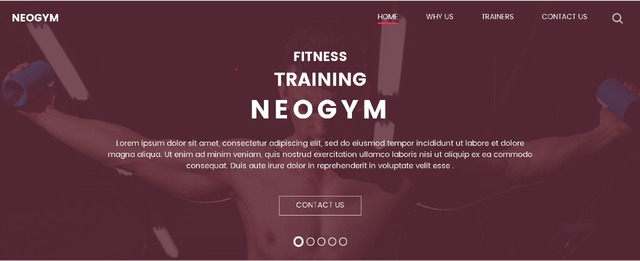 NEOGYM
HOME WHY US TRAINERS CONTACT US
FITNESS
TRAINING
NEOGYM
Lorem ipsum dolor sit amet, consectetur adipiscing elit, sed do eiusmod tempor incididunt ut labore et dolore
magna aliqua. Ut enim ad minim veniam, quis nostrud exercitation ullamco laboris nisi ut aliquip ex ea commodo
consequat. Duis aute irure dolor in reprehenderit in voluptate velit esse .
CONTACT US